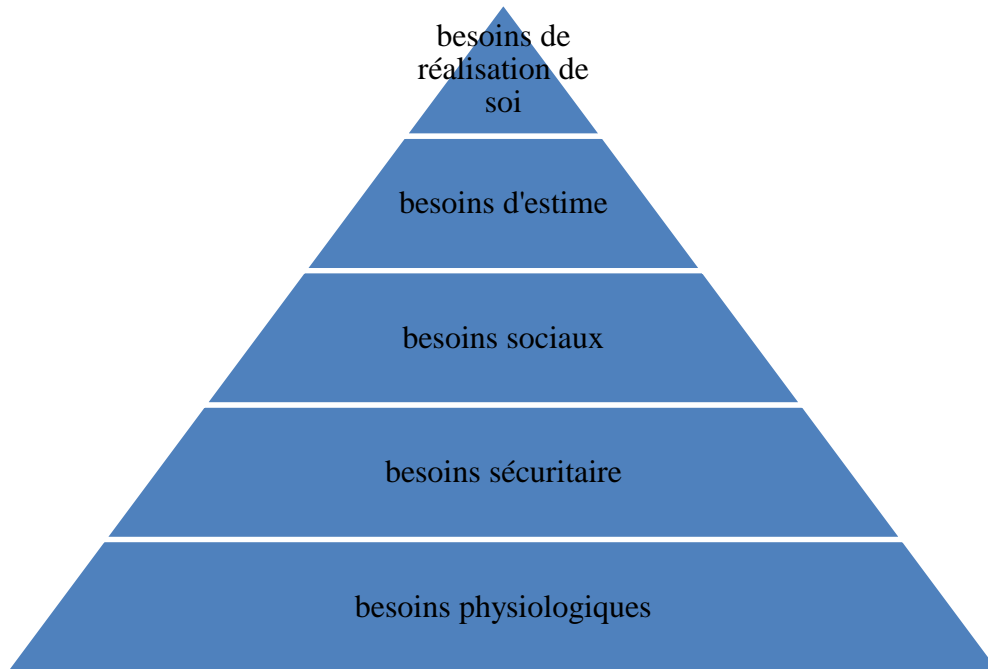 besoins de
réalisation de
soi
besoins d'estime
besoins sociaux
besoins sécuritaire
besoins physiologiques